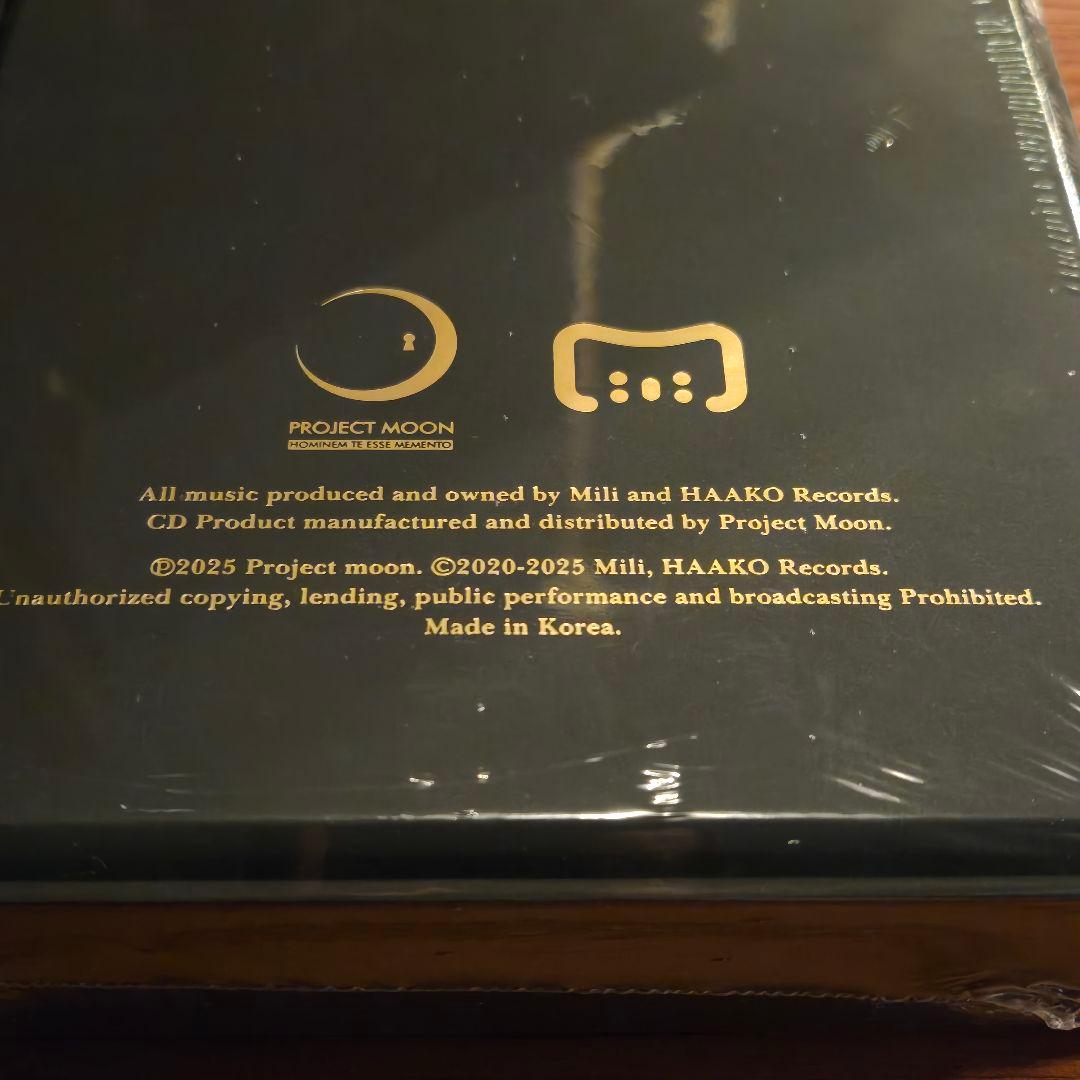 PROJECT MOON
HOMINEM TE ESSE MEMENTO
All music produced and owned by Mili and HAAKO Records.
CD Product manufactured and distributed by Project Moon.
℗2025 Project moon. ©2020-2025 Mili, HAAKO Records.
Unauthorized copying, lending, public performance and broadcasting Prohibited.
Made in Korea.